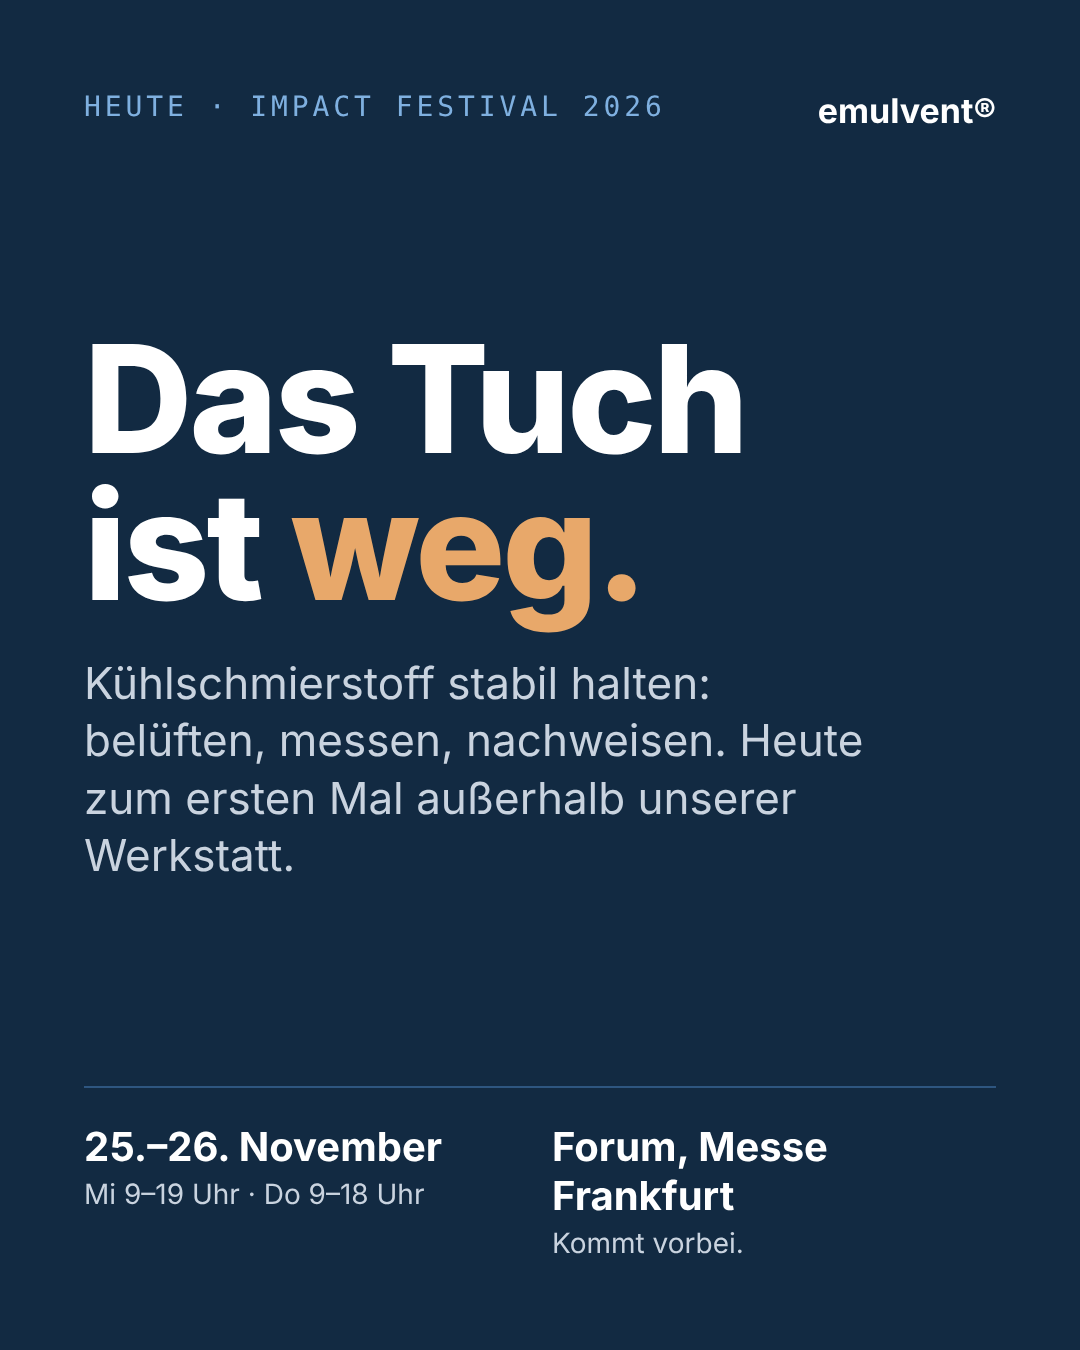 HEUTE · IMPACT FESTIVAL 2026
emulvent®
Das Tuch
ist weg.
Kühlschmierstoff stabil halten:
belüften, messen, nachweisen. Heute
zum ersten Mal außerhalb unserer
Werkstatt.
25.–26. November
Mi 9–19 Uhr · Do 9–18 Uhr
Forum, Messe
Frankfurt
Kommt vorbei.